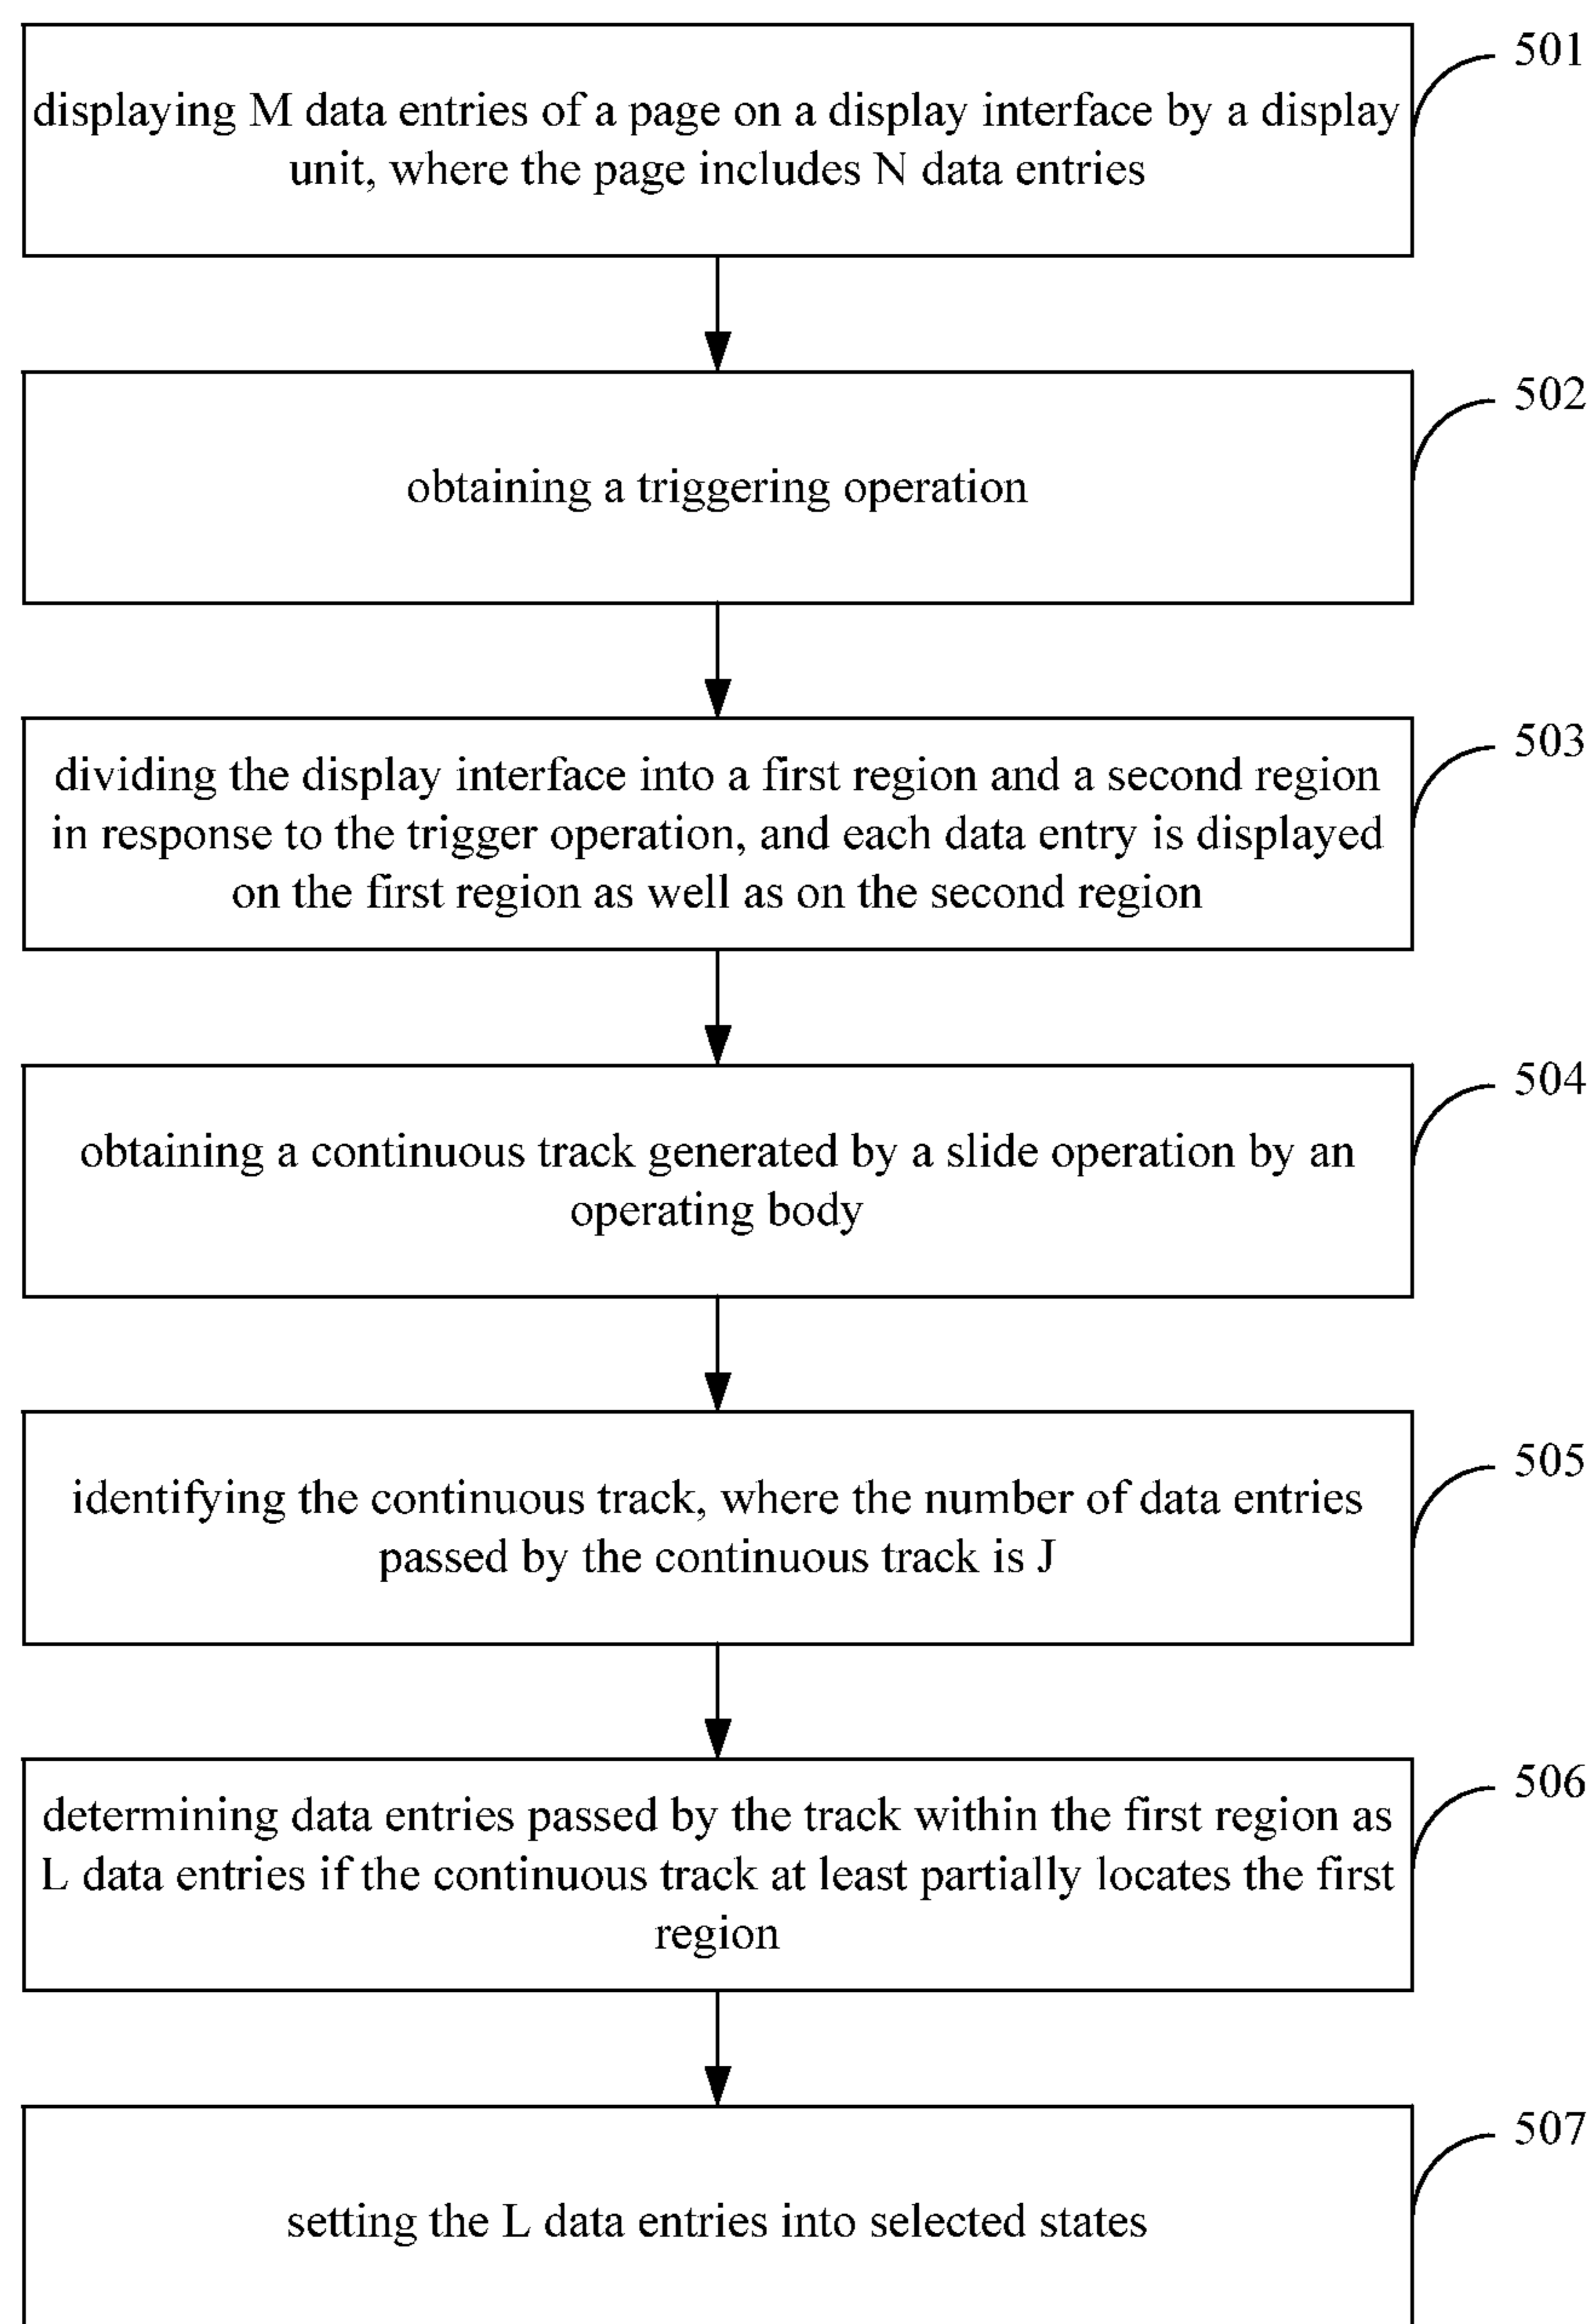 501
displaying M data entries of a page on a display interface by a display
unit, where the page includes N data entries
502
obtaining a triggering operation
503
dividing the display interface into a first region and a second region
in response to the trigger operation, and each data entry is displayed
on the first region as well as on the second region
504
obtaining a continuous track generated by a slide operation by an
operating body
505
identifying the continuous track, where the number of data entries
passed by the continuous track is J
506
determining data entries passed by the track within the first region as
L data entries if the continuous track at least partially locates the first
region
507
setting the L data entries into selected states